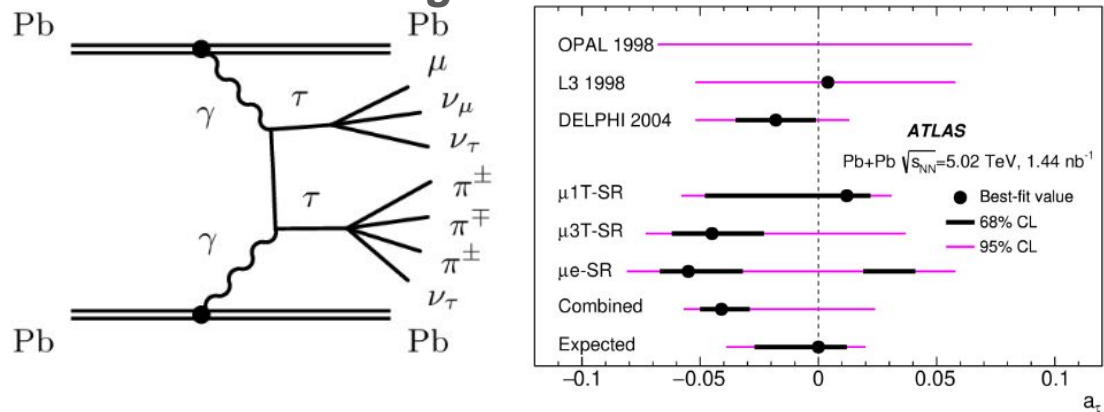 Pb
Pb
μ
γ
τ
ν_μ
ν_τ
τ
π±
π∓
π±
γ
ν_τ
Pb
Pb
OPAL 1998
L3 1998
DELPHI 2004
ATLAS
Pb+Pb √s_NN=5.02 TeV, 1.44 nb⁻¹
μ1T-SR
Best-fit value
68% CL
μ3T-SR
95% CL
μe-SR
Combined
Expected
−0.1 −0.05 0 0.05 0.1
a_τ